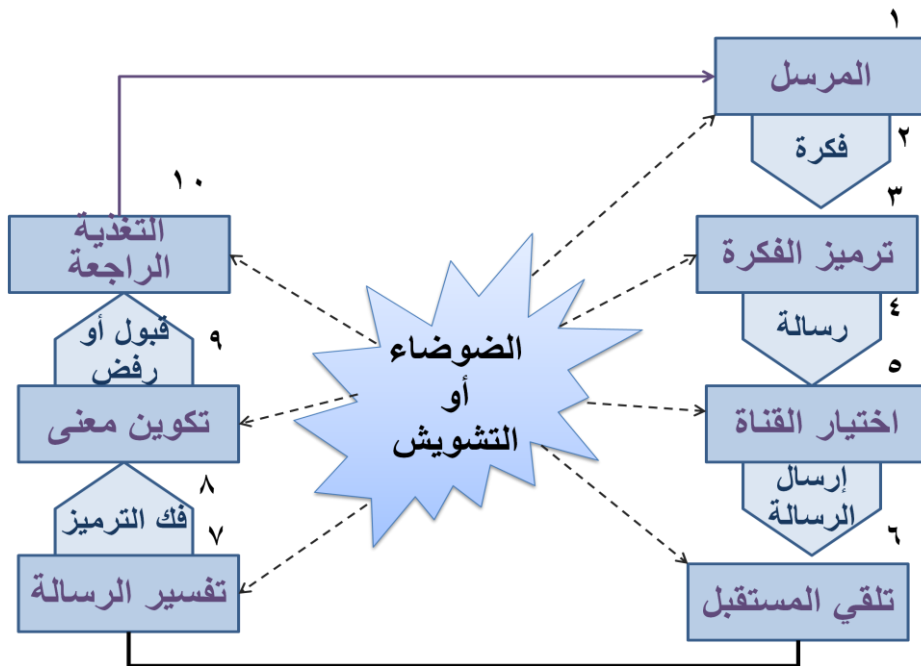 ١
المرسل
٢
فكرة
٣
ترميز الفكرة
٤
رسالة
٥
اختيار القناة
إرسال
الرسالة
٦
تلقي المستقبل
٧
تفسير الرسالة
٨
فك الترميز
تكوين معنى
٩
قبول أو
رفض
١٠
التغذية
الراجعة
الضوضاء
أو
التشويش